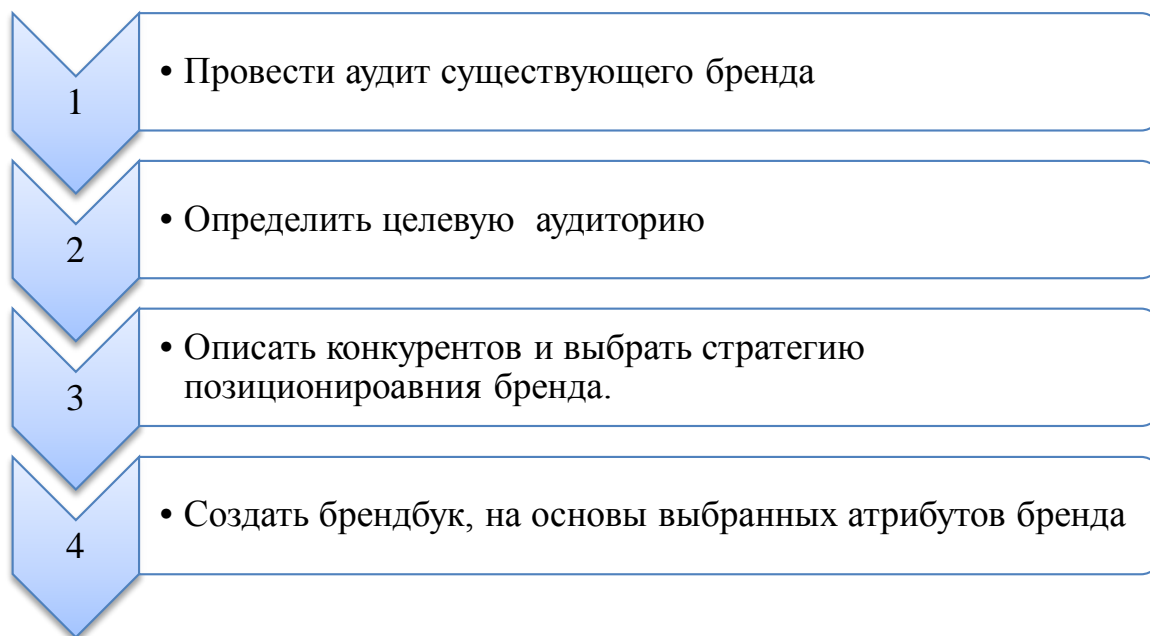 1
• Провести аудит существующего бренда
2
• Определить целевую  аудиторию
3
• Описать конкурентов и выбрать стратегию
позиционироавния бренда.
4
• Создать брендбук, на основы выбранных атрибутов бренда